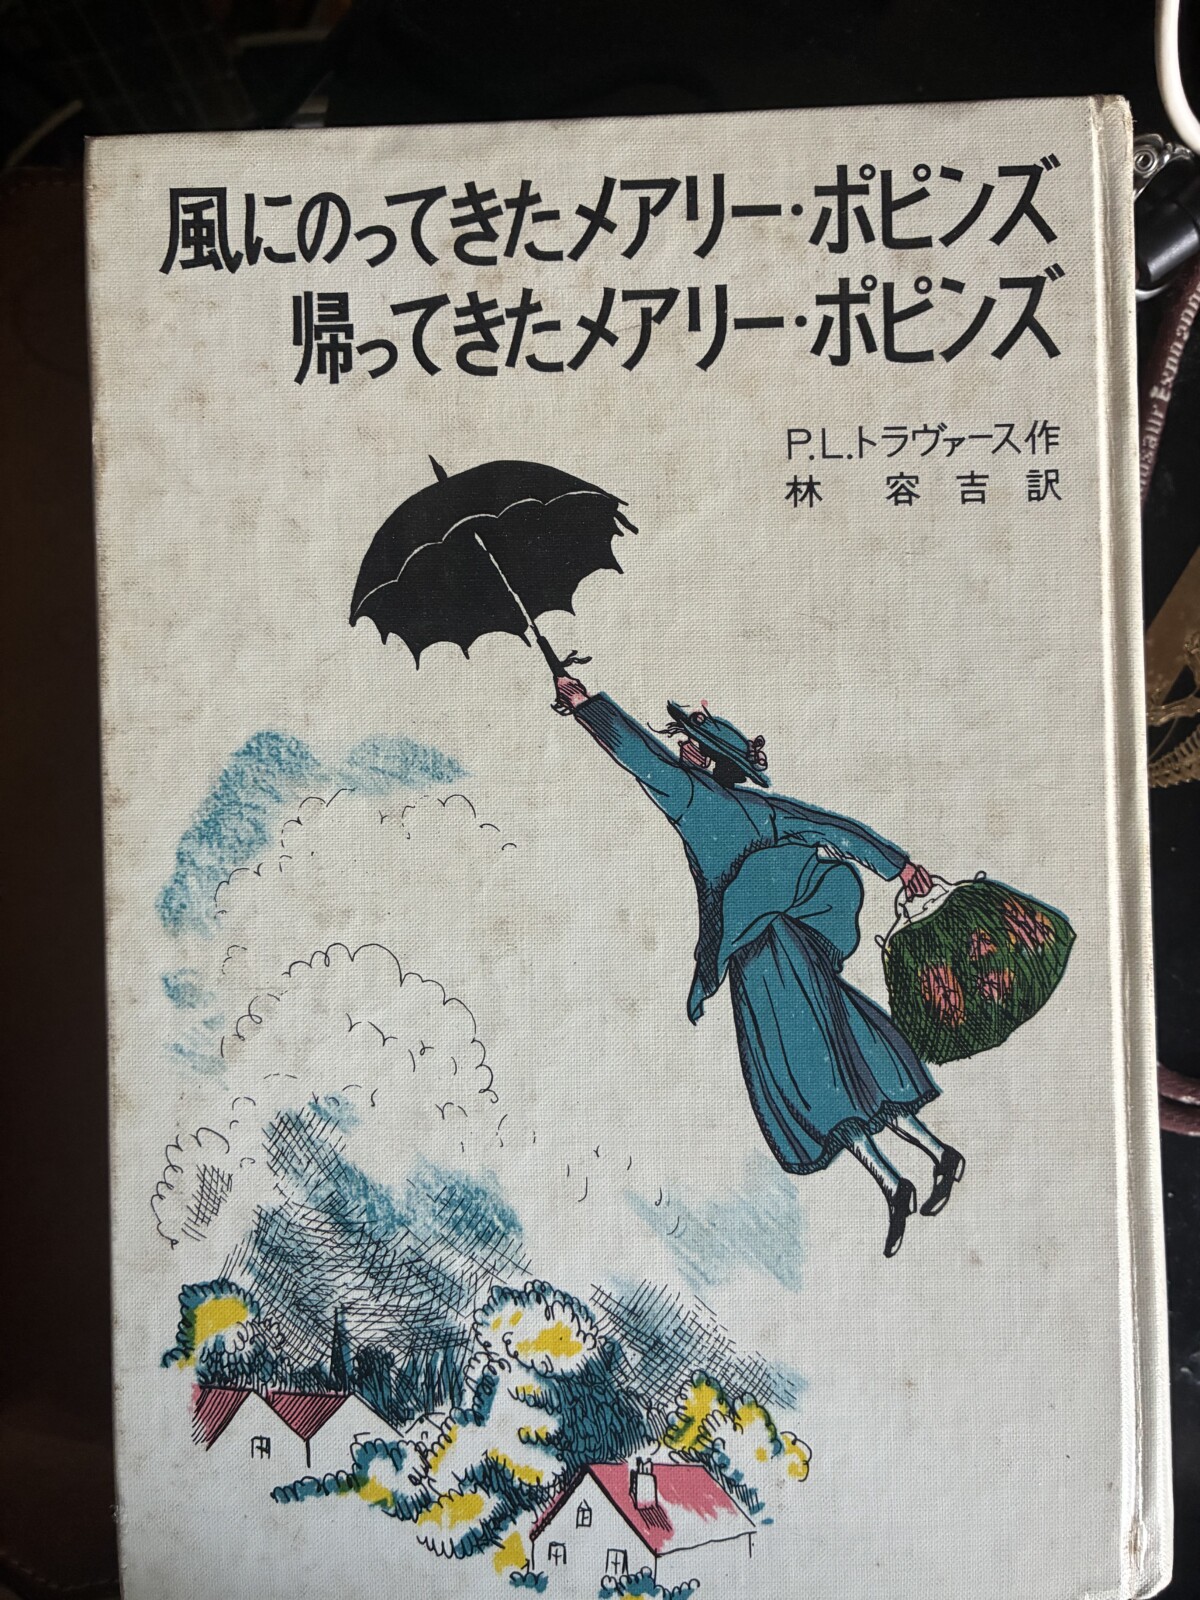 風にのってきたメアリー・ポピンズ
帰ってきたメアリー・ポピンズ
P.L.トラヴァース作
林 容吉訳